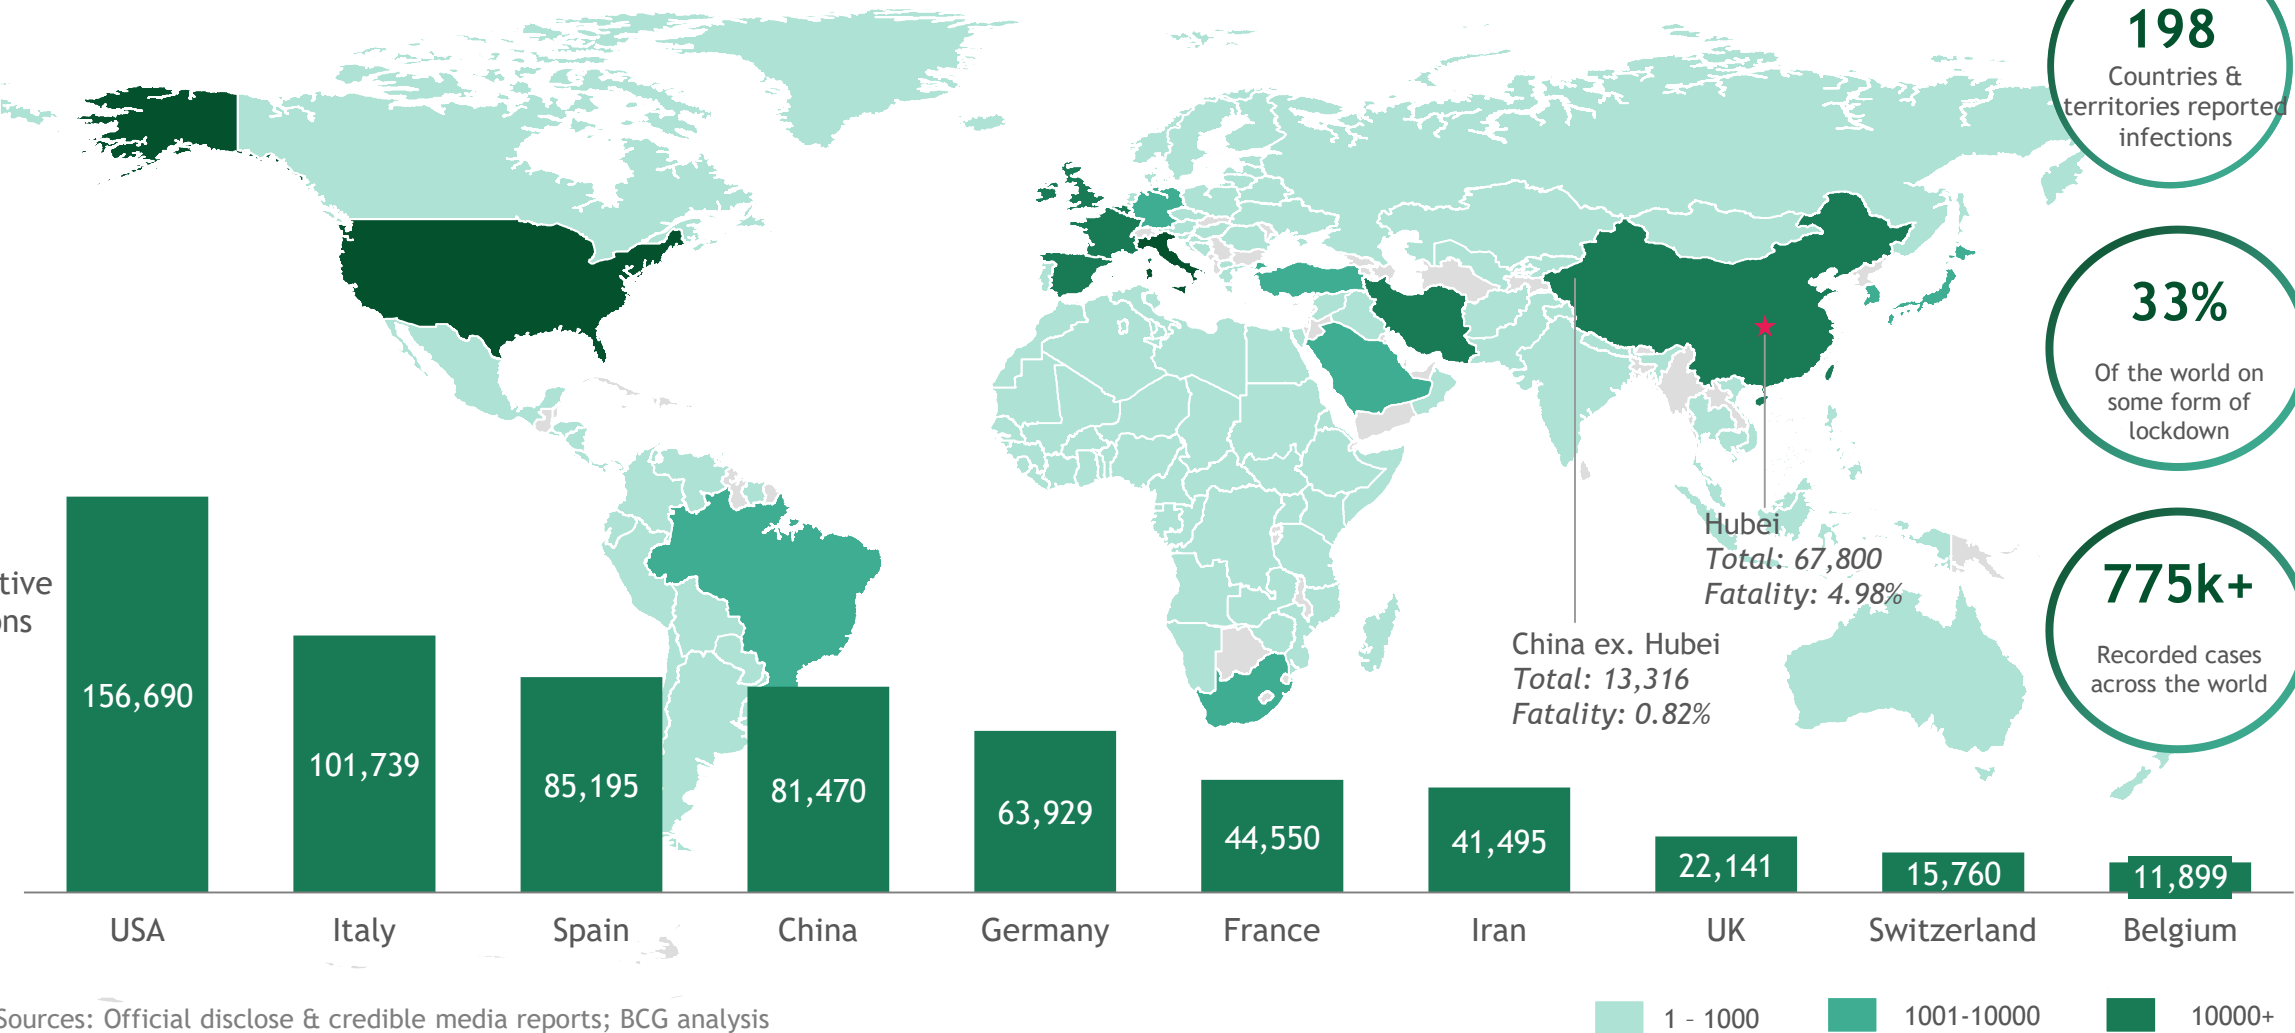 198
Countries &
territories reported
infections
33%
Of the world on
some form of
lockdown
775k+
Recorded cases
across the world
Hubei
Total: 67,800
Fatality: 4.98%
China ex. Hubei
Total: 13,316
Fatality: 0.82%
tive
ns
156,690
101,739
85,195
81,470
63,929
44,550
41,495
22,141
15,760
11,899
USA
Italy
Spain
China
Germany
France
Iran
UK
Switzerland
Belgium
Sources: Official disclose & credible media reports; BCG analysis
1 - 1000
1001-10000
10000+